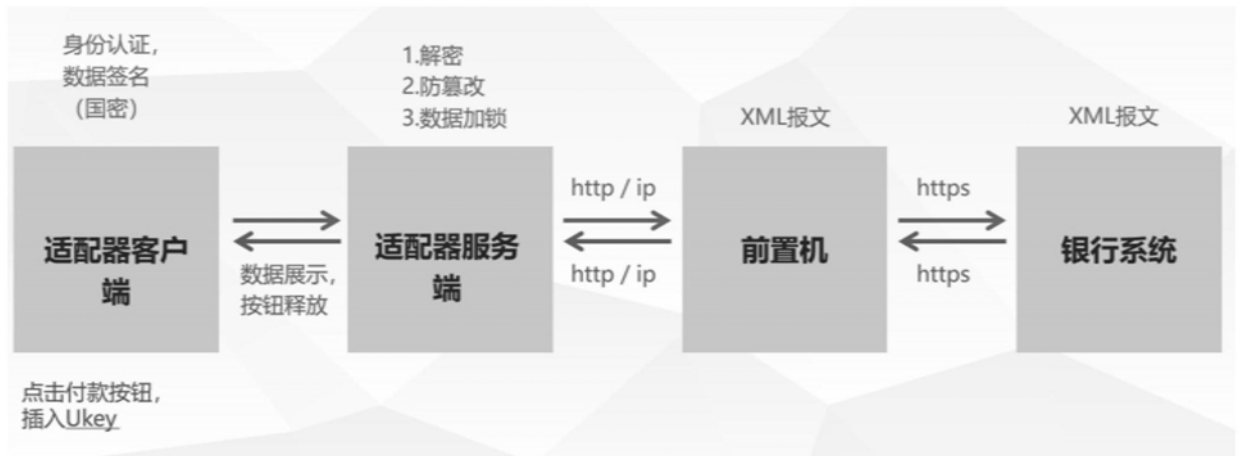 身份认证，
数据签名
（国密）
1.解密
2.防篡改
3.数据加锁
XML报文
XML报文
适配器客户
端
数据展示，
按钮释放
适配器服务
端
http / ip
http / ip
前置机
https
https
银行系统
点击付款按钮，
插入Ukey